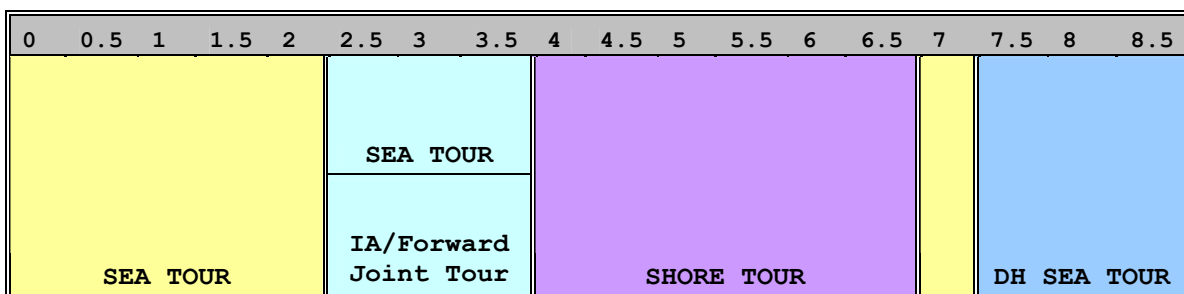 0 0.5 1 1.5 2 2.5 3 3.5 4 4.5 5 5.5 6 6.5 7 7.5 8 8.5
SEA TOUR
IA/Forward
Joint Tour
SEA TOUR
SHORE TOUR
DH SEA TOUR